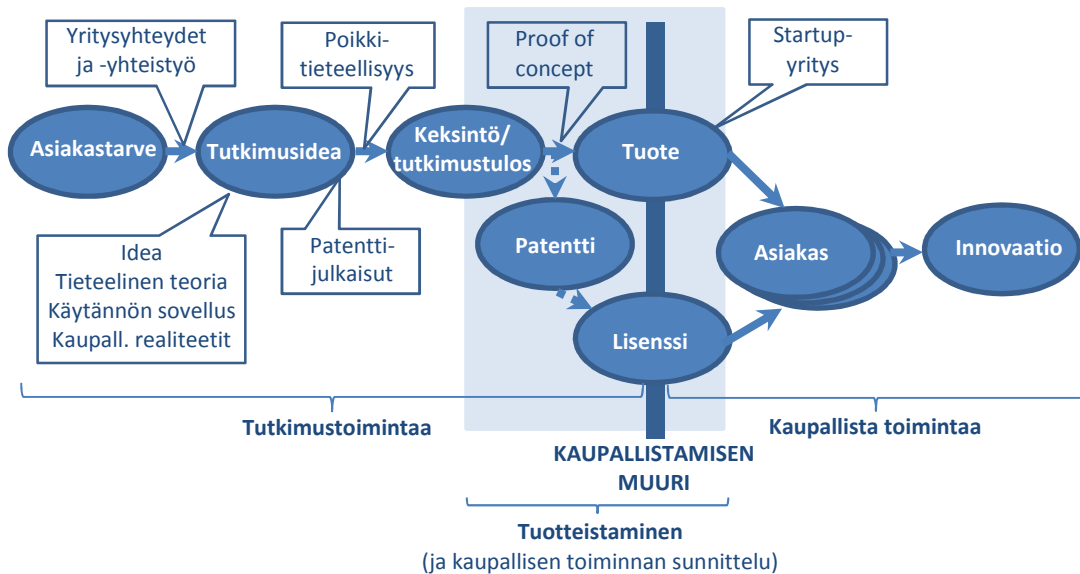 Yritysyhteydet
ja -yhteistyö
Poikki-
tieteellisyys
Proof of
concept
Startup-
yritys
Asiakastarve
Tutkimusidea
Keksintö/
tutkimustulos
Tuote
Idea
Tieteelinen teoria
Käytännön sovellus
Kaupall. realiteetit
Patentti-
julkaisut
Patentti
Asiakas
Innovaatio
Lisenssi
Tutkimustoimintaa
Kaupallista toimintaa
KAUPALLISTAMISEN
MUURI
Tuotteistaminen
(ja kaupallisen toiminnan sunnittelu)